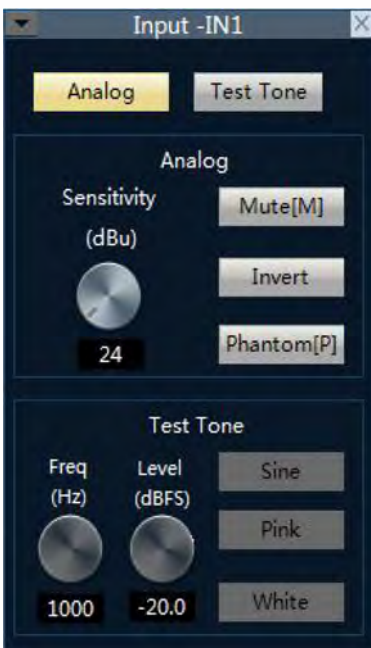 Input -IN1
Analog
Test Tone
Analog
Sensitivity
(dBu)
24
Mute[M]
Invert
Phantom[P]
Test Tone
Freq
(Hz)
1000
Level
(dBFS)
-20.0
Sine
Pink
White